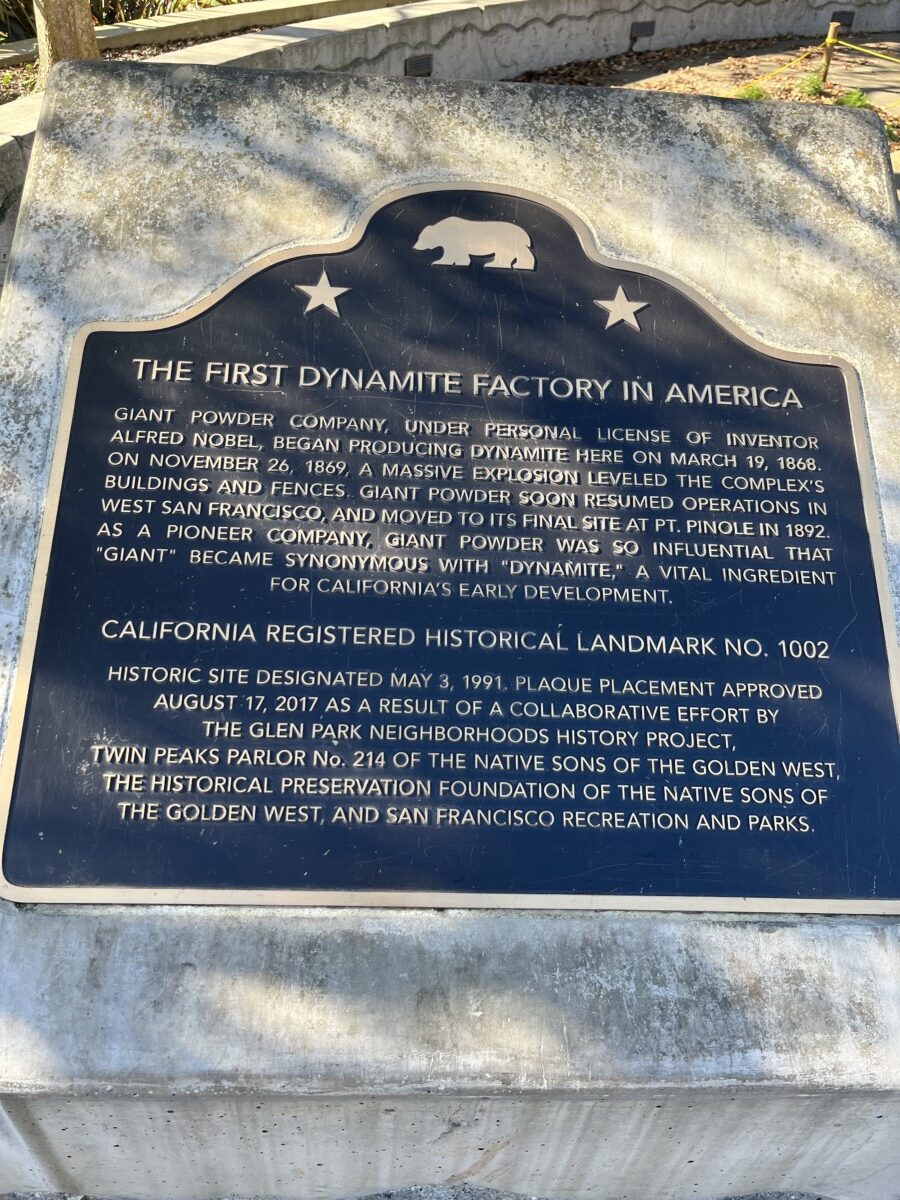 THE FIRST DYNAMITE FACTORY IN AMERICA
GIANT POWDER COMPANY, UNDER PERSONAL LICENSE OF INVENTOR
ALFRED NOBEL, BEGAN PRODUCING DYNAMITE HERE ON MARCH 19, 1868.
ON NOVEMBER 26, 1869, A MASSIVE EXPLOSION LEVELED THE COMPLEX'S
BUILDINGS AND FENCES. GIANT POWDER SOON RESUMED OPERATIONS IN
WEST SAN FRANCISCO, AND MOVED TO ITS FINAL SITE AT PT. PINOLE IN 1892.
AS A PIONEER COMPANY, GIANT POWDER WAS SO INFLUENTIAL THAT
"GIANT" BECAME SYNONYMOUS WITH "DYNAMITE," A VITAL INGREDIENT
FOR CALIFORNIA'S EARLY DEVELOPMENT.
CALIFORNIA REGISTERED HISTORICAL LANDMARK NO. 1002
HISTORIC SITE DESIGNATED MAY 3, 1991. PLAQUE PLACEMENT APPROVED
AUGUST 17, 2017 AS A RESULT OF A COLLABORATIVE EFFORT BY
THE GLEN PARK NEIGHBORHOODS HISTORY PROJECT,
TWIN PEAKS PARLOR No. 214 OF THE NATIVE SONS OF THE GOLDEN WEST,
THE HISTORICAL PRESERVATION FOUNDATION OF THE NATIVE SONS OF
THE GOLDEN WEST, AND SAN FRANCISCO RECREATION AND PARKS.